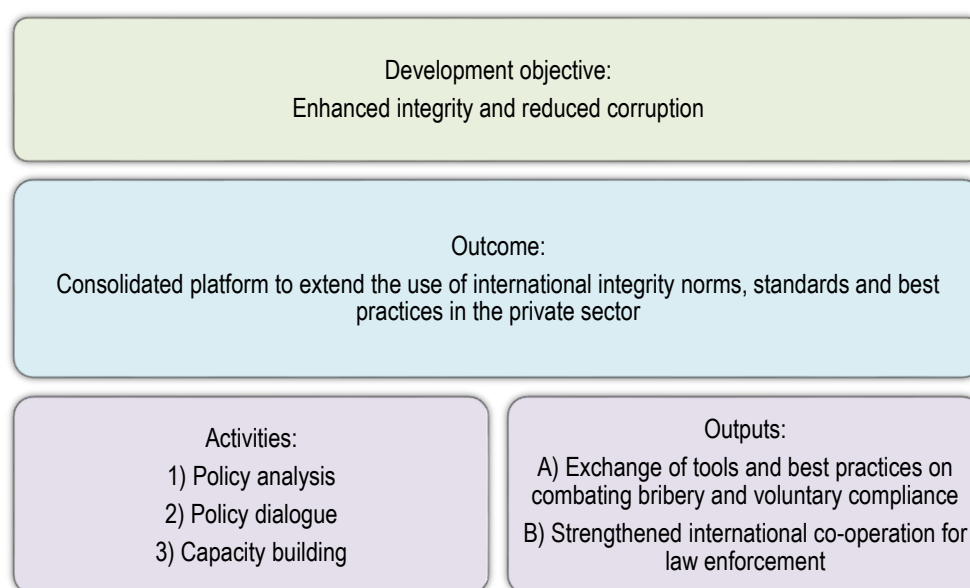 Development objective:
Enhanced integrity and reduced corruption
Outcome:
Consolidated platform to extend the use of international integrity norms, standards and best
practices in the private sector
Activities:
1) Policy analysis
2) Policy dialogue
3) Capacity building
Outputs:
A) Exchange of tools and best practices on
combating bribery and voluntary compliance
B) Strengthened international co-operation for
law enforcement